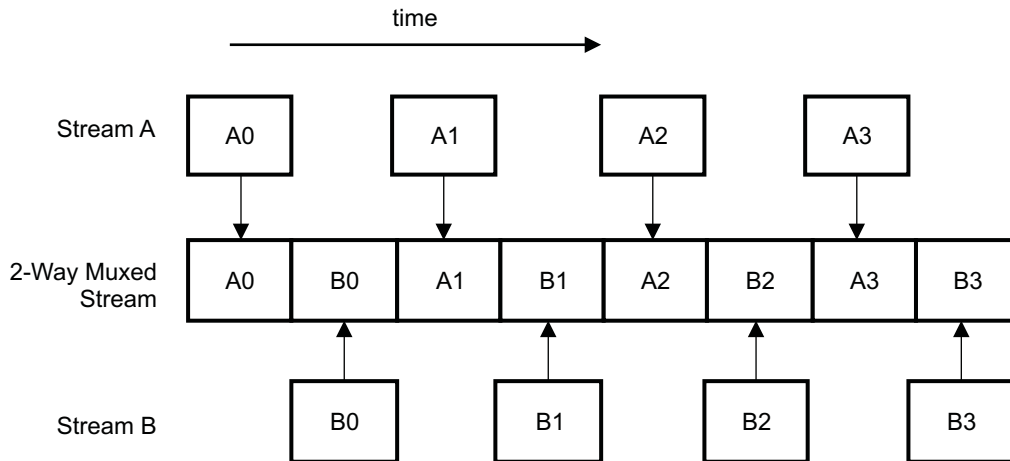 time
Stream A
A0 A1 A2 A3
2-Way Muxed
Stream
A0 B0 A1 B1 A2 B2 A3 B3
Stream B
B0 B1 B2 B3